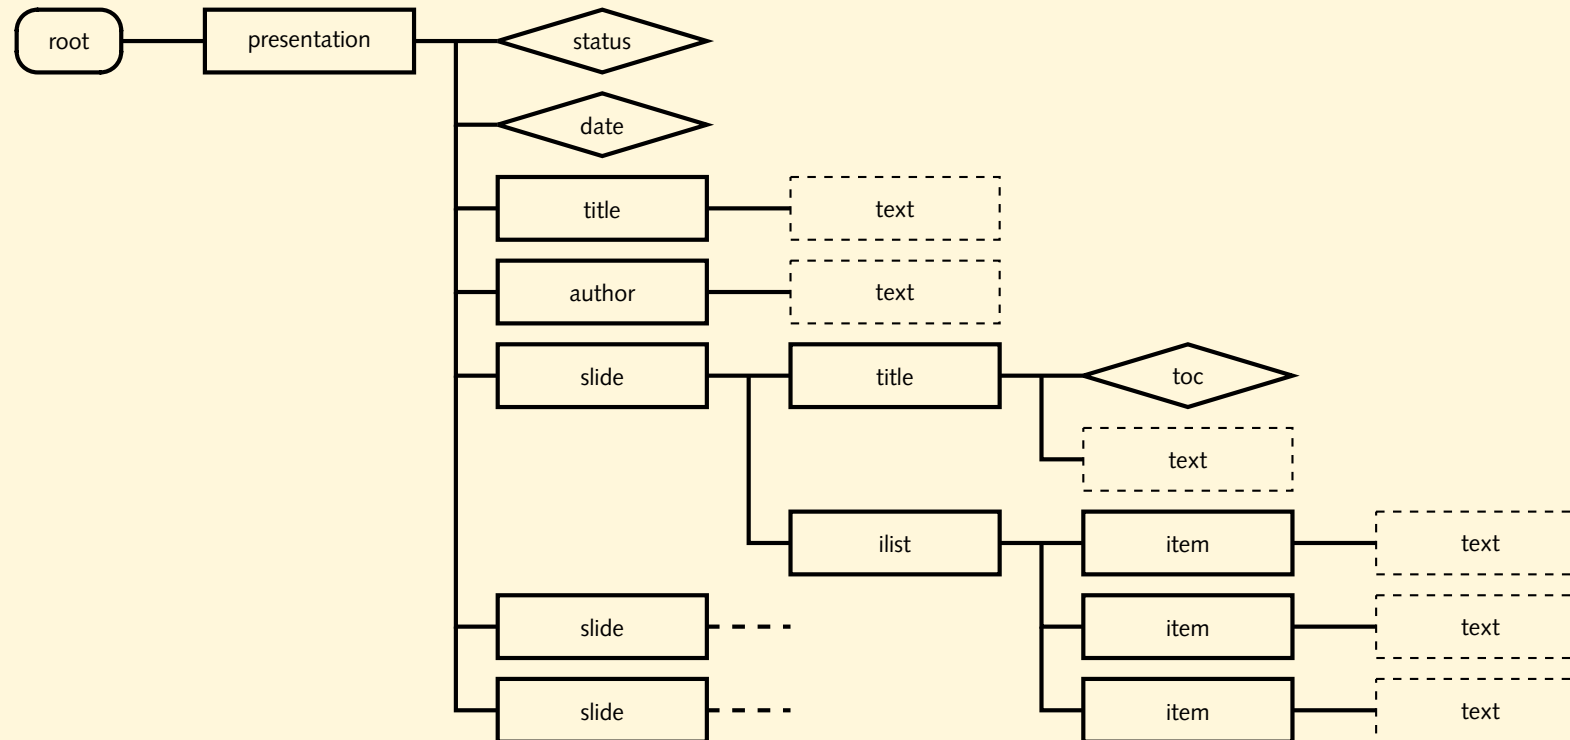 root presentation status
date
title text
author text
slide title toc
text
ilist item text
slide item text
slide item text